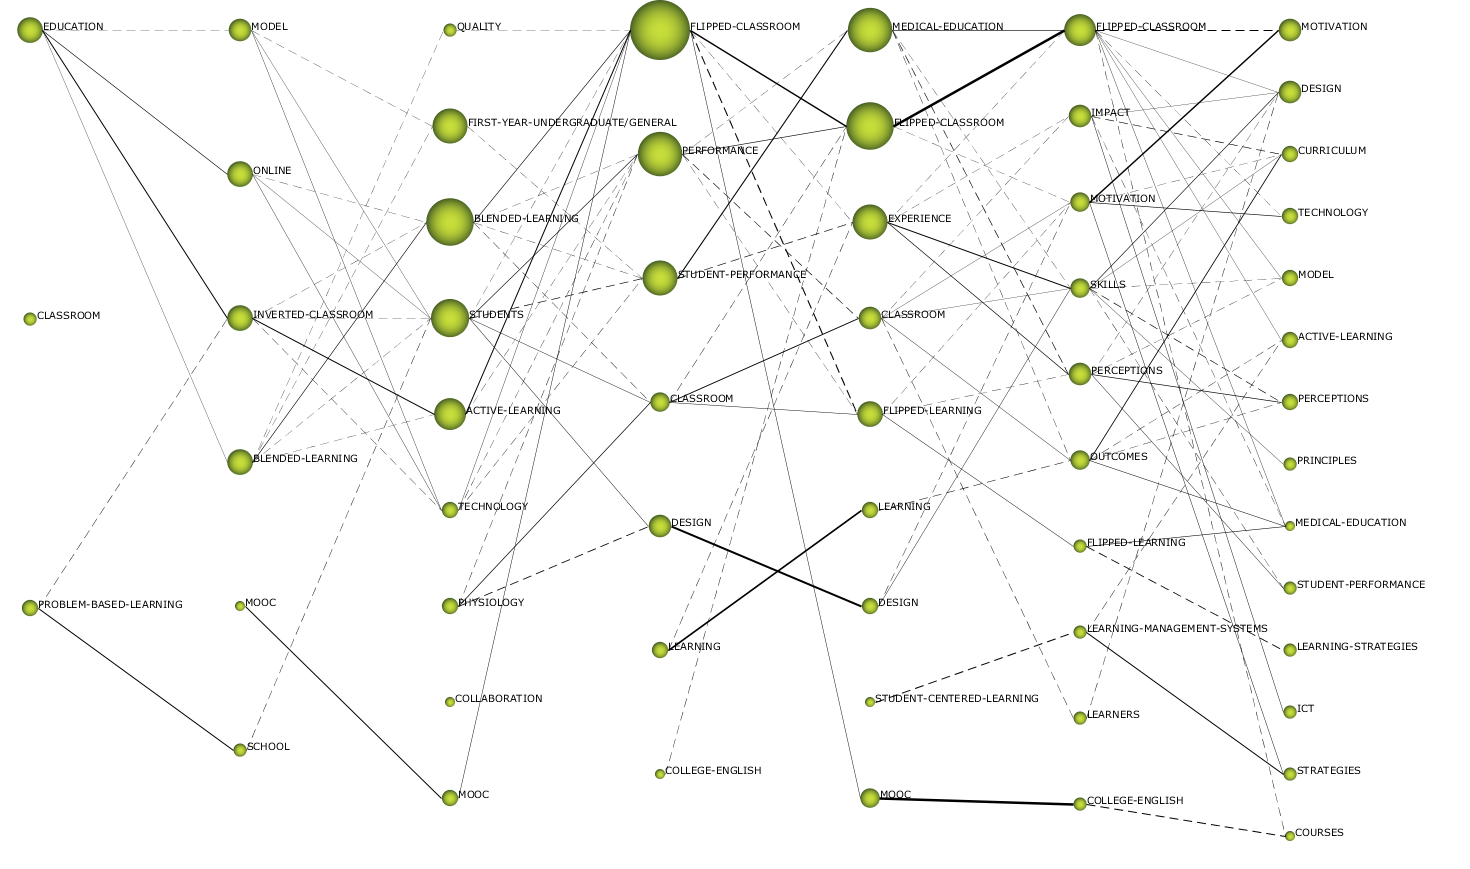 EDUCATION
CLASSROOM
PROBLEM-BASED-LEARNING
MODEL
ONLINE
INVERTED-CLASSROOM
BLENDED-LEARNING
MOOC
SCHOOL
QUALITY
FIRST-YEAR-UNDERGRADUATE/GENERAL
BLENDED-LEARNING
STUDENTS
ACTIVE-LEARNING
TECHNOLOGY
PHYSIOLOGY
COLLABORATION
MOOC
FLIPPED-CLASSROOM
PERFORMANCE
STUDENT-PERFORMANCE
CLASSROOM
DESIGN
LEARNING
COLLEGE-ENGLISH
MEDICAL-EDUCATION
FLIPPED-CLASSROOM
EXPERIENCE
CLASSROOM
FLIPPED-LEARNING
LEARNING
DESIGN
STUDENT-CENTERED-LEARNING
MOOC
FLIPPED-CLASSROOM
IMPACT
MOTIVATION
SKILLS
PERCEPTIONS
OUTCOMES
FLIPPED-LEARNING
LEARNING-MANAGEMENT-SYSTEMS
LEARNERS
COLLEGE-ENGLISH
MOTIVATION
DESIGN
CURRICULUM
TECHNOLOGY
MODEL
ACTIVE-LEARNING
PERCEPTIONS
PRINCIPLES
MEDICAL-EDUCATION
STUDENT-PERFORMANCE
LEARNING-STRATEGIES
ICT
STRATEGIES
COURSES